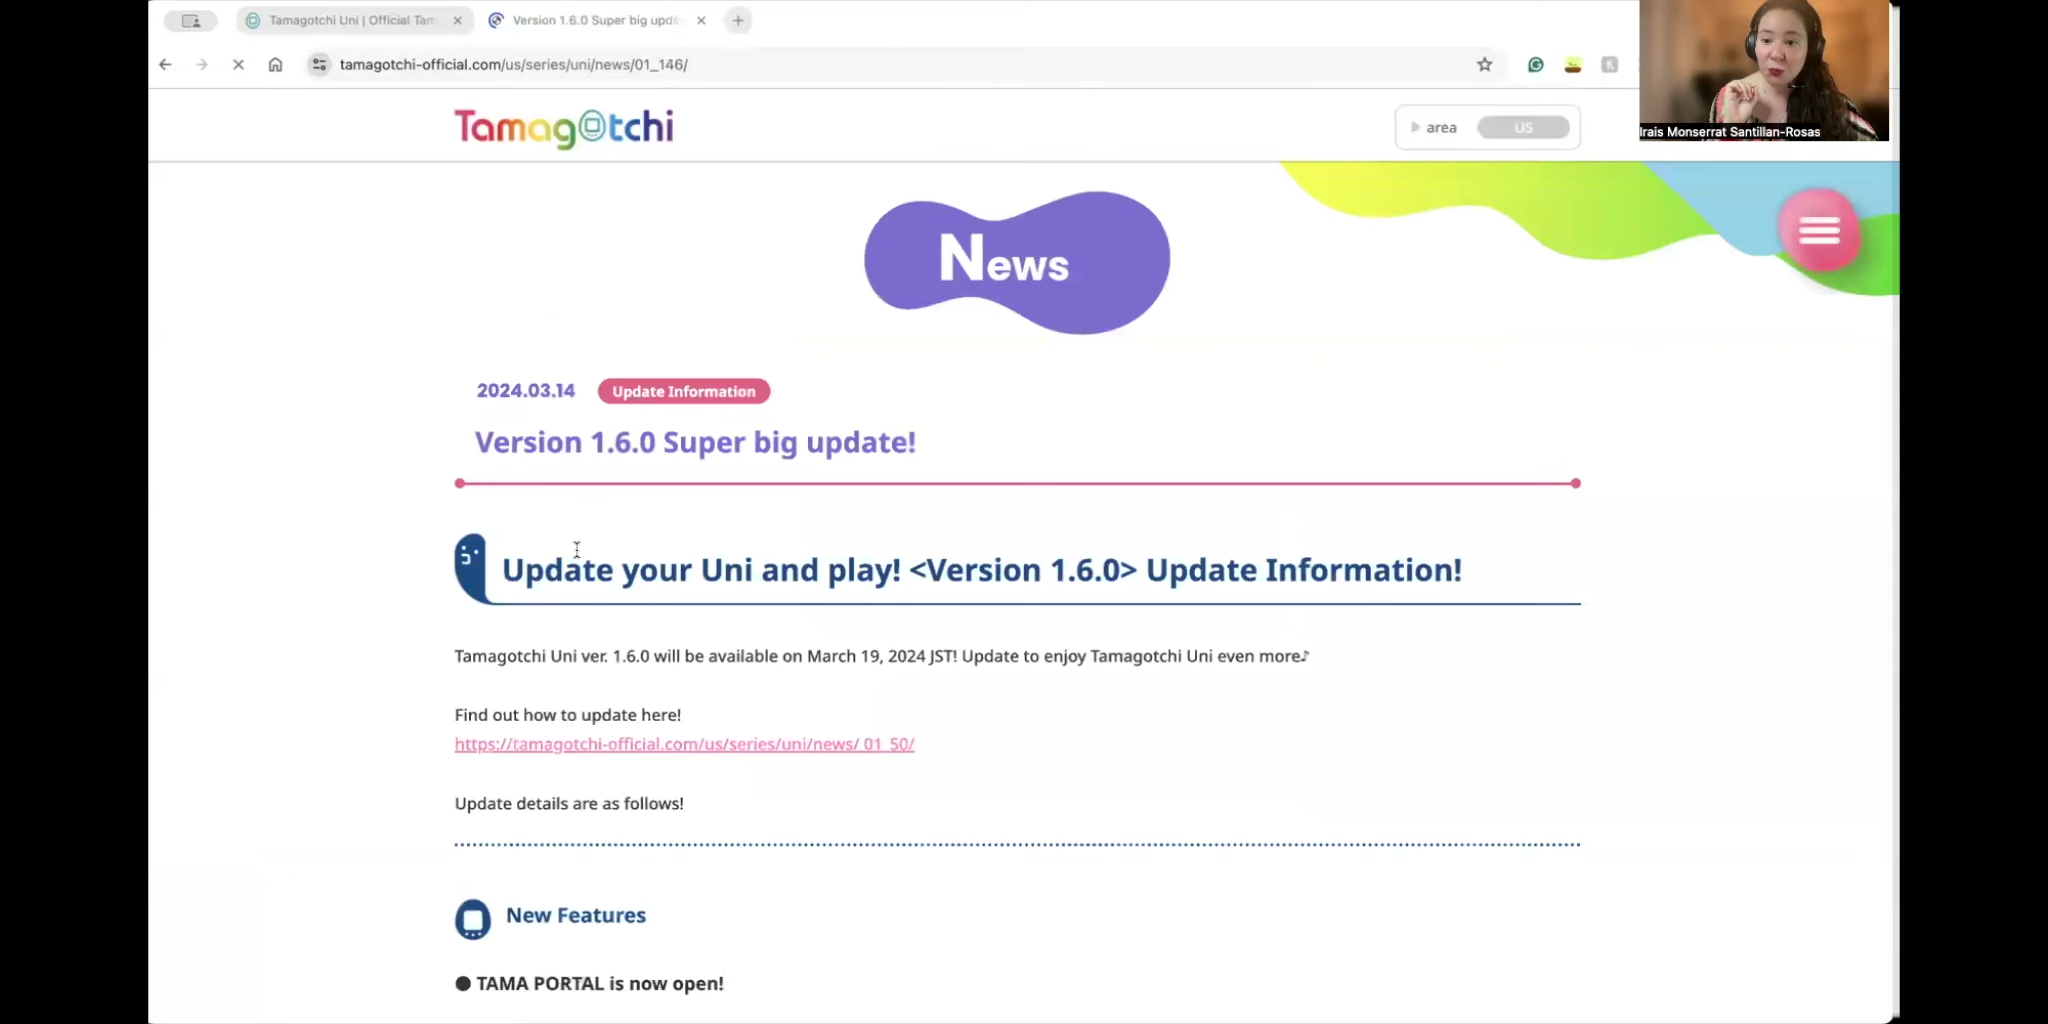 Tamagotchi Uni | Official Tam
Version 1.6.0 Super big upd
tamagotchi-official.com/us/series/uni/news/01_146/
Tamagotchi
area US
Irais Monserrat Santillan-Rosas
News
2024.03.14 Update Information
Version 1.6.0 Super big update!
Update your Uni and play! <Version 1.6.0> Update Information!
Tamagotchi Uni ver. 1.6.0 will be available on March 19, 2024 JST! Update to enjoy Tamagotchi Uni even more♪
Find out how to update here!
https://tamagotchi-official.com/us/series/uni/news/ 01_50/
Update details are as follows!
New Features
● TAMA PORTAL is now open!